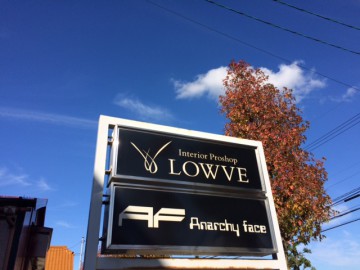 Interior Proshop
LOWVE
AF Anarchy face